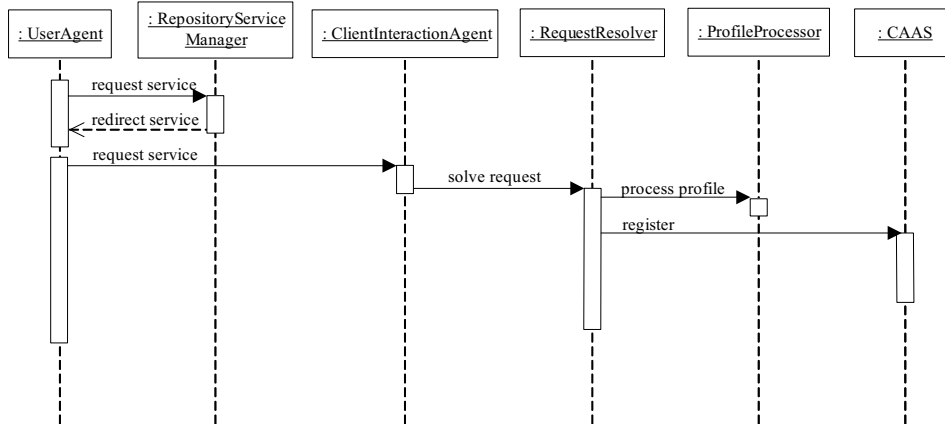 : UserAgent
: RepositoryService
Manager
: ClientInteractionAgent
: RequestResolver
: ProfileProcessor
: CAAS
request service
redirect service
request service
solve request
process profile
register